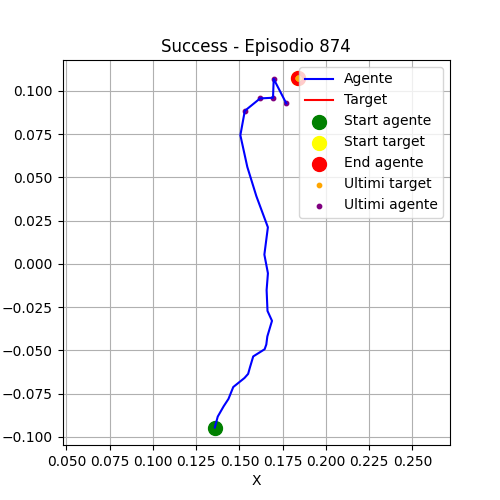 Success - Episodio 874
Agente
Target
Start agente
Start target
End agente
Ultimi target
Ultimi agente
0.100
0.075
0.050
0.025
0.000
−0.025
−0.050
−0.075
−0.100
0.050 0.075 0.100 0.125 0.150 0.175 0.200 0.225 0.250
X